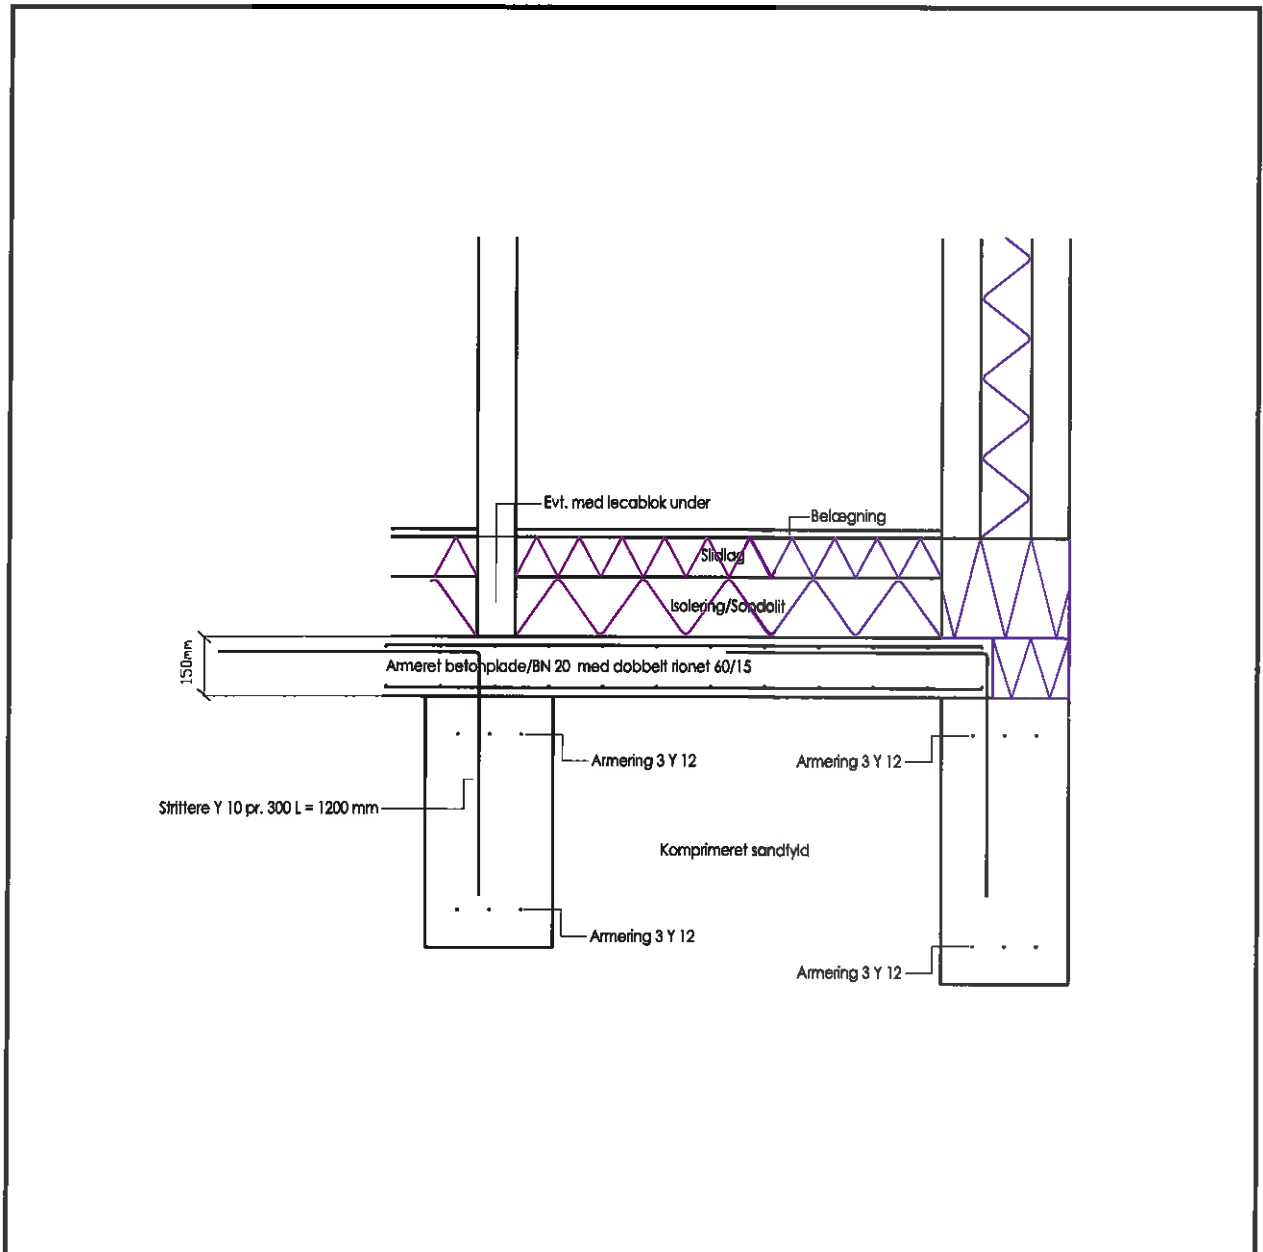 Evt. med lecablok under
Belægning
Slidlag
Isolering/Sondolit
150mm
Armeret betonplade/BN 20 med dobbelt rionet 60/15
Armering 3 Y 12
Armering 3 Y 12
Strittere Y 10 pr. 300 L = 1200 mm
Komprimeret sandfyld
Armering 3 Y 12
Armering 3 Y 12